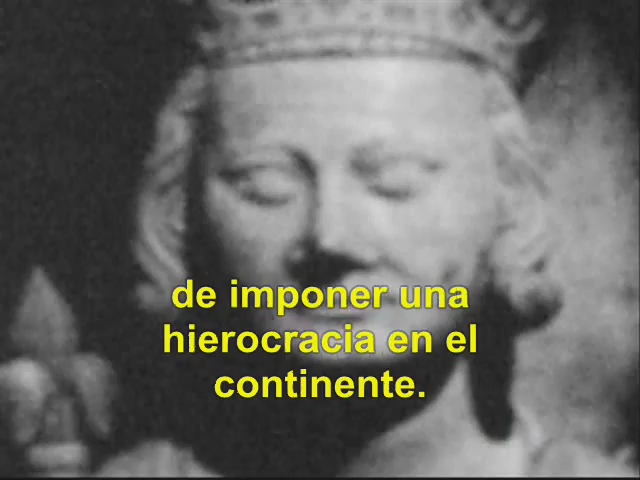 de imponer una
hierocracia en el
continente.